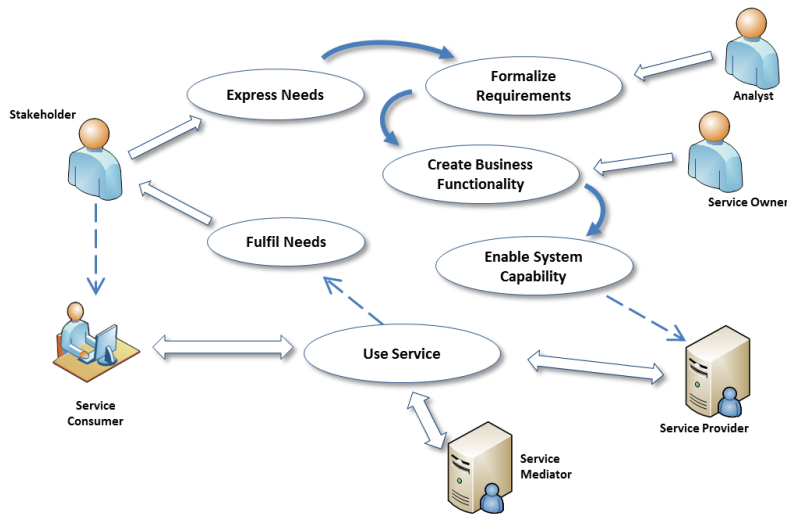 Express Needs
Formalize
Requirements
Analyst
Stakeholder
Create Business
Functionality
Service Owner
Fulfil Needs
Enable System
Capability
Use Service
Service
Consumer
Service Provider
Service
Mediator